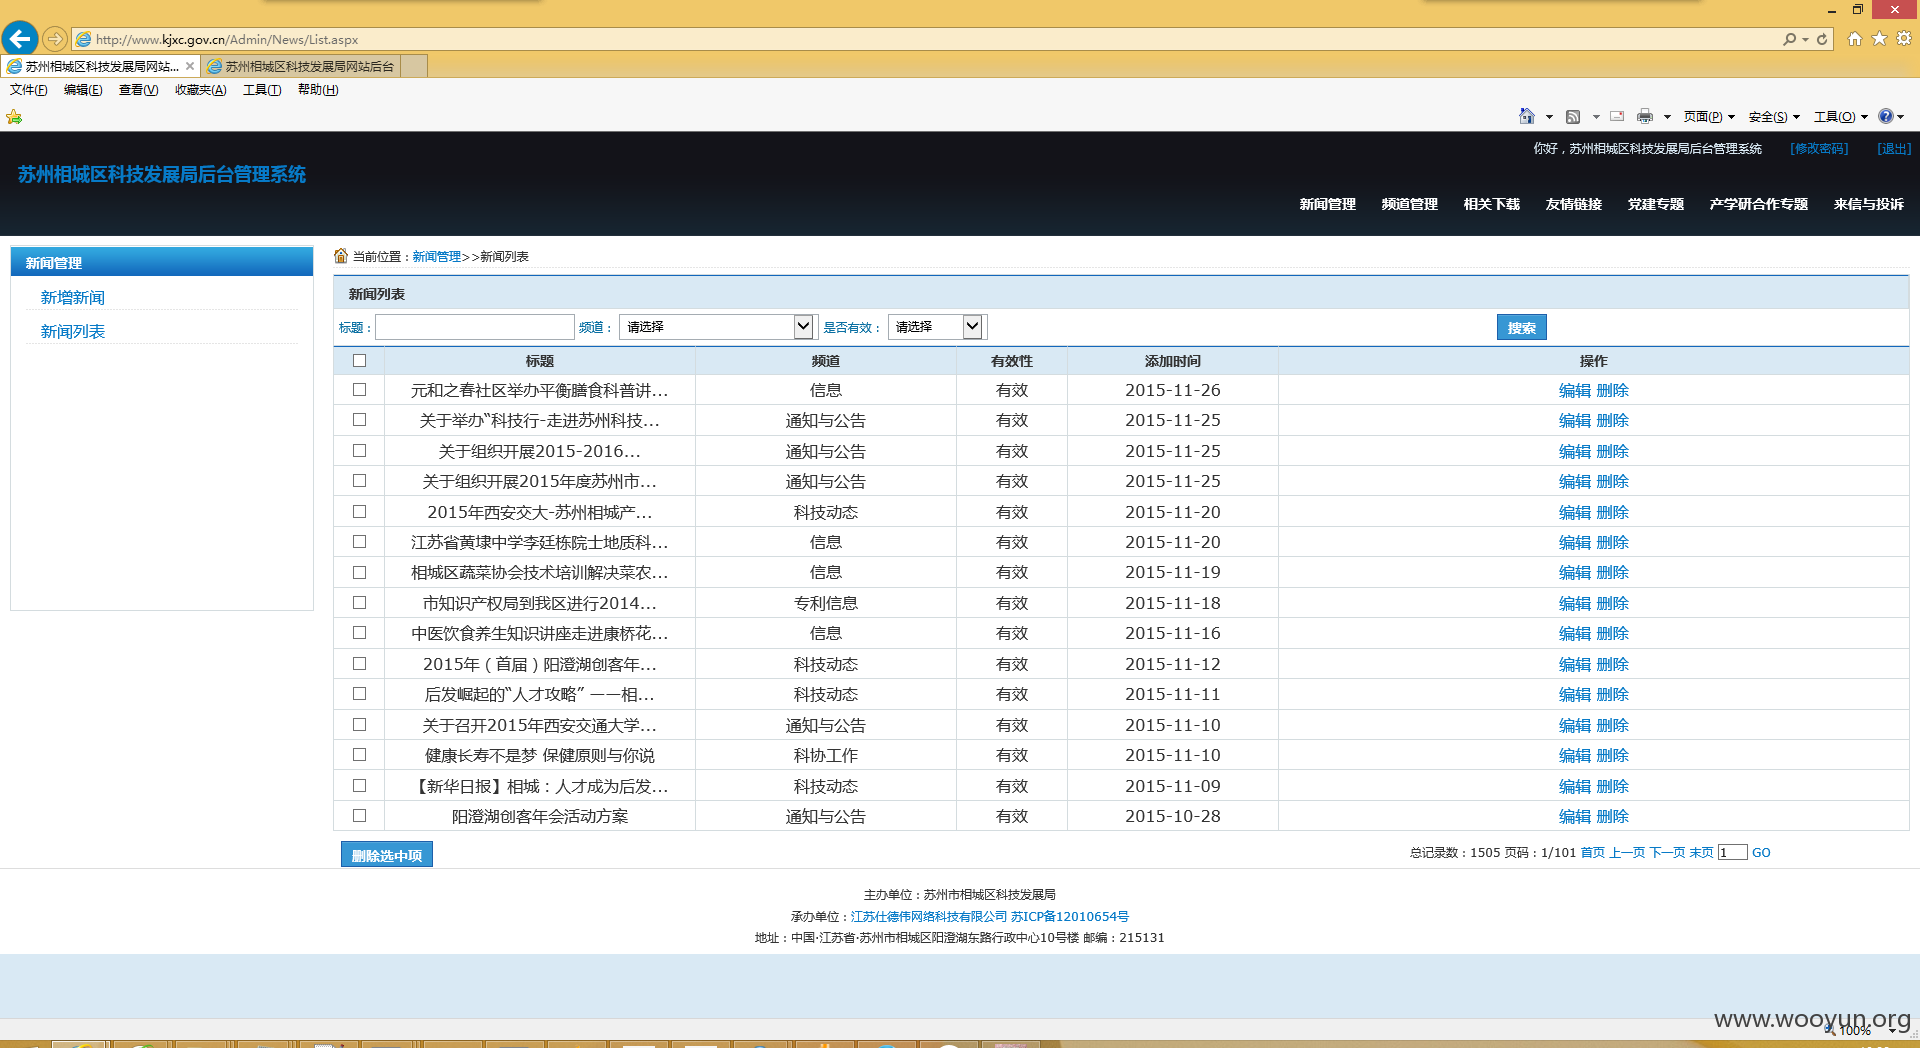 http://www.kjxc.gov.cn/Admin/News/List.aspx
苏州相城区科技发展局网站... 苏州相城区科技发展局网站后台
文件(F) 编辑(E) 查看(V) 收藏夹(A) 工具(T) 帮助(H)
页面(P) 安全(S) 工具(O)
你好，苏州相城区科技发展局后台管理系统 [修改密码] [退出]
苏州相城区科技发展局后台管理系统
新闻管理 频道管理 相关下载 友情链接 党建专题 产学研合作专题 来信与投诉
新闻管理
新增新闻
新闻列表
当前位置：新闻管理>>新闻列表
新闻列表
标题： 频道： 请选择 是否有效： 请选择 搜索
标题 频道 有效性 添加时间 操作
元和之春社区举办平衡膳食科普讲... 信息 有效 2015-11-26 编辑 删除
关于举办“科技行-走进苏州科技... 通知与公告 有效 2015-11-25 编辑 删除
关于组织开展2015-2016... 通知与公告 有效 2015-11-25 编辑 删除
关于组织开展2015年度苏州市... 通知与公告 有效 2015-11-25 编辑 删除
2015年西安交大-苏州相城产... 科技动态 有效 2015-11-20 编辑 删除
江苏省黄埭中学李廷栋院士地质科... 信息 有效 2015-11-20 编辑 删除
相城区蔬菜协会技术培训解决菜农... 信息 有效 2015-11-19 编辑 删除
市知识产权局到我区进行2014... 专利信息 有效 2015-11-18 编辑 删除
中医饮食养生知识讲座走进康桥花... 信息 有效 2015-11-16 编辑 删除
2015年（首届）阳澄湖创客年... 科技动态 有效 2015-11-12 编辑 删除
后发崛起的“人才攻略” ——相... 科技动态 有效 2015-11-11 编辑 删除
关于召开2015年西安交通大学... 通知与公告 有效 2015-11-10 编辑 删除
健康长寿不是梦 保健原则与你说 科协工作 有效 2015-11-10 编辑 删除
【新华日报】相城：人才成为后发... 科技动态 有效 2015-11-09 编辑 删除
阳澄湖创客年会活动方案 通知与公告 有效 2015-10-28 编辑 删除
删除选中项 总记录数：1505 页码：1/101 首页 上一页 下一页 末页 1 GO
主办单位：苏州市相城区科技发展局
承办单位：江苏仕德伟网络科技有限公司 苏ICP备12010654号
地址：中国·江苏省·苏州市相城区阳澄湖东路行政中心10号楼 邮编：215131
www.wooyun.org
100%